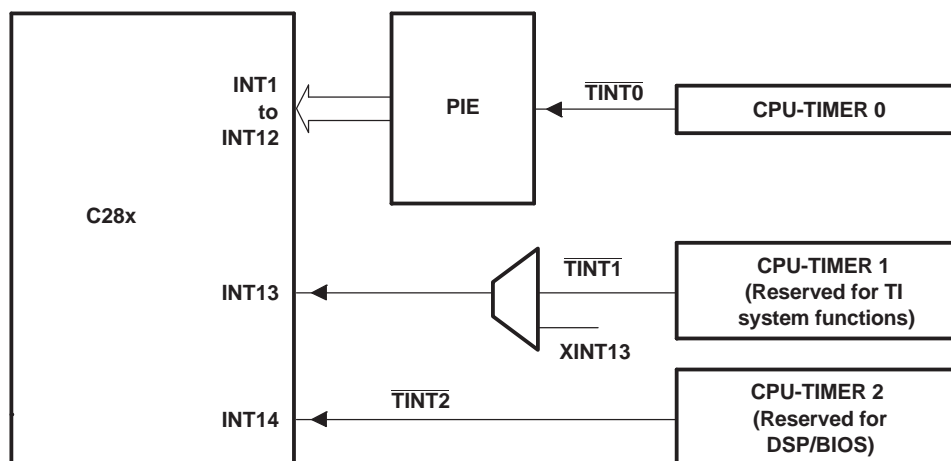 INT1
to
INT12
PIE
TINT0
CPU-TIMER 0
C28x
INT13
TINT1
XINT13
CPU-TIMER 1
(Reserved for TI
system functions)
INT14
TINT2
CPU-TIMER 2
(Reserved for
DSP/BIOS)